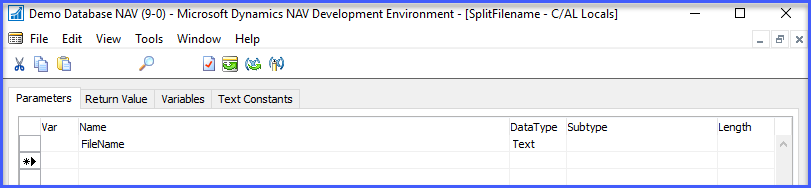 Demo Database NAV (9-0) - Microsoft Dynamics NAV Development Environment - [SplitFilename - C/AL Locals]
File Edit View Tools Window Help
Parameters Return Value Variables Text Constants
Var Name DataType Subtype Length
FileName Text